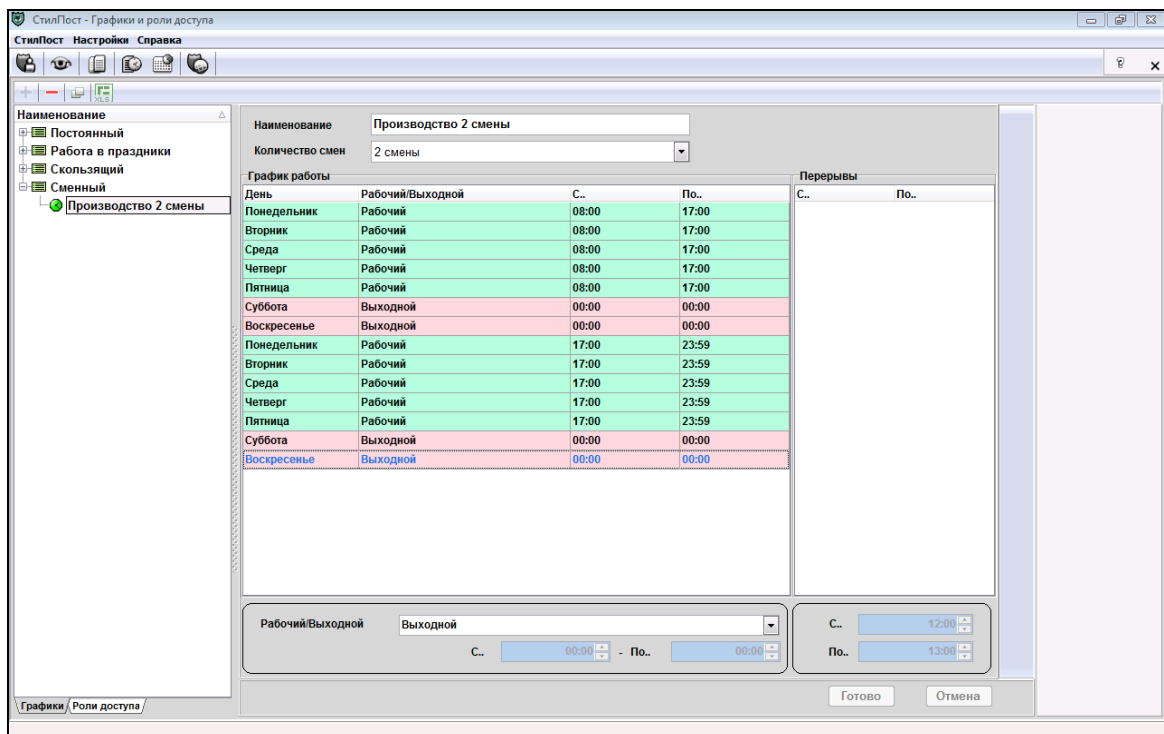 СтилПост - Графики и роли доступа
СтилПост Настройки Справка
XLS
Наименование
Постоянный
Работа в праздники
Скользящий
Сменный
Производство 2 смены
Наименование Производство 2 смены
Количество смен 2 смены
График работы Перерывы
День Рабочий/Выходной С.. По.. С.. По..
Понедельник Рабочий 08:00 17:00
Вторник Рабочий 08:00 17:00
Среда Рабочий 08:00 17:00
Четверг Рабочий 08:00 17:00
Пятница Рабочий 08:00 17:00
Суббота Выходной 00:00 00:00
Воскресенье Выходной 00:00 00:00
Понедельник Рабочий 17:00 23:59
Вторник Рабочий 17:00 23:59
Среда Рабочий 17:00 23:59
Четверг Рабочий 17:00 23:59
Пятница Рабочий 17:00 23:59
Суббота Выходной 00:00 00:00
Воскресенье Выходной 00:00 00:00
Рабочий/Выходной Выходной С.. 12:00
С.. 00:00 - По.. 00:00 По.. 13:00
Готово Отмена
Графики Роли доступа